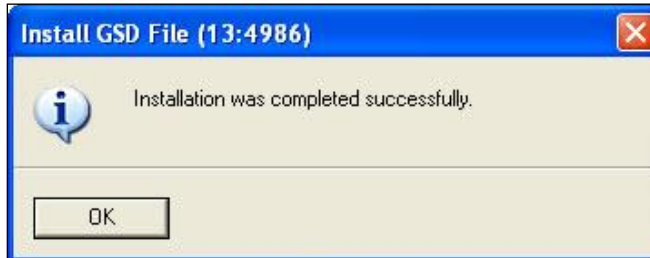 Install GSD File (13:4986)
Installation was completed successfully.
OK